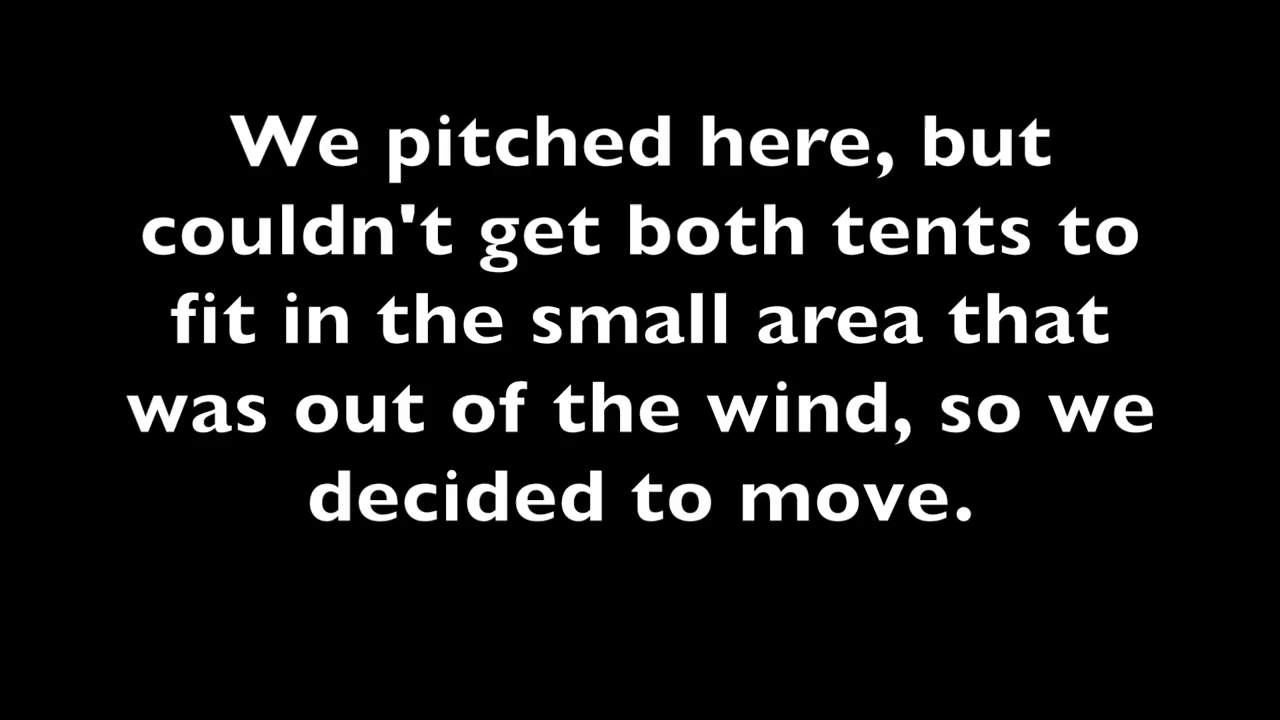 We pitched here, but
couldn't get both tents to
fit in the small area that
was out of the wind, so we
decided to move.